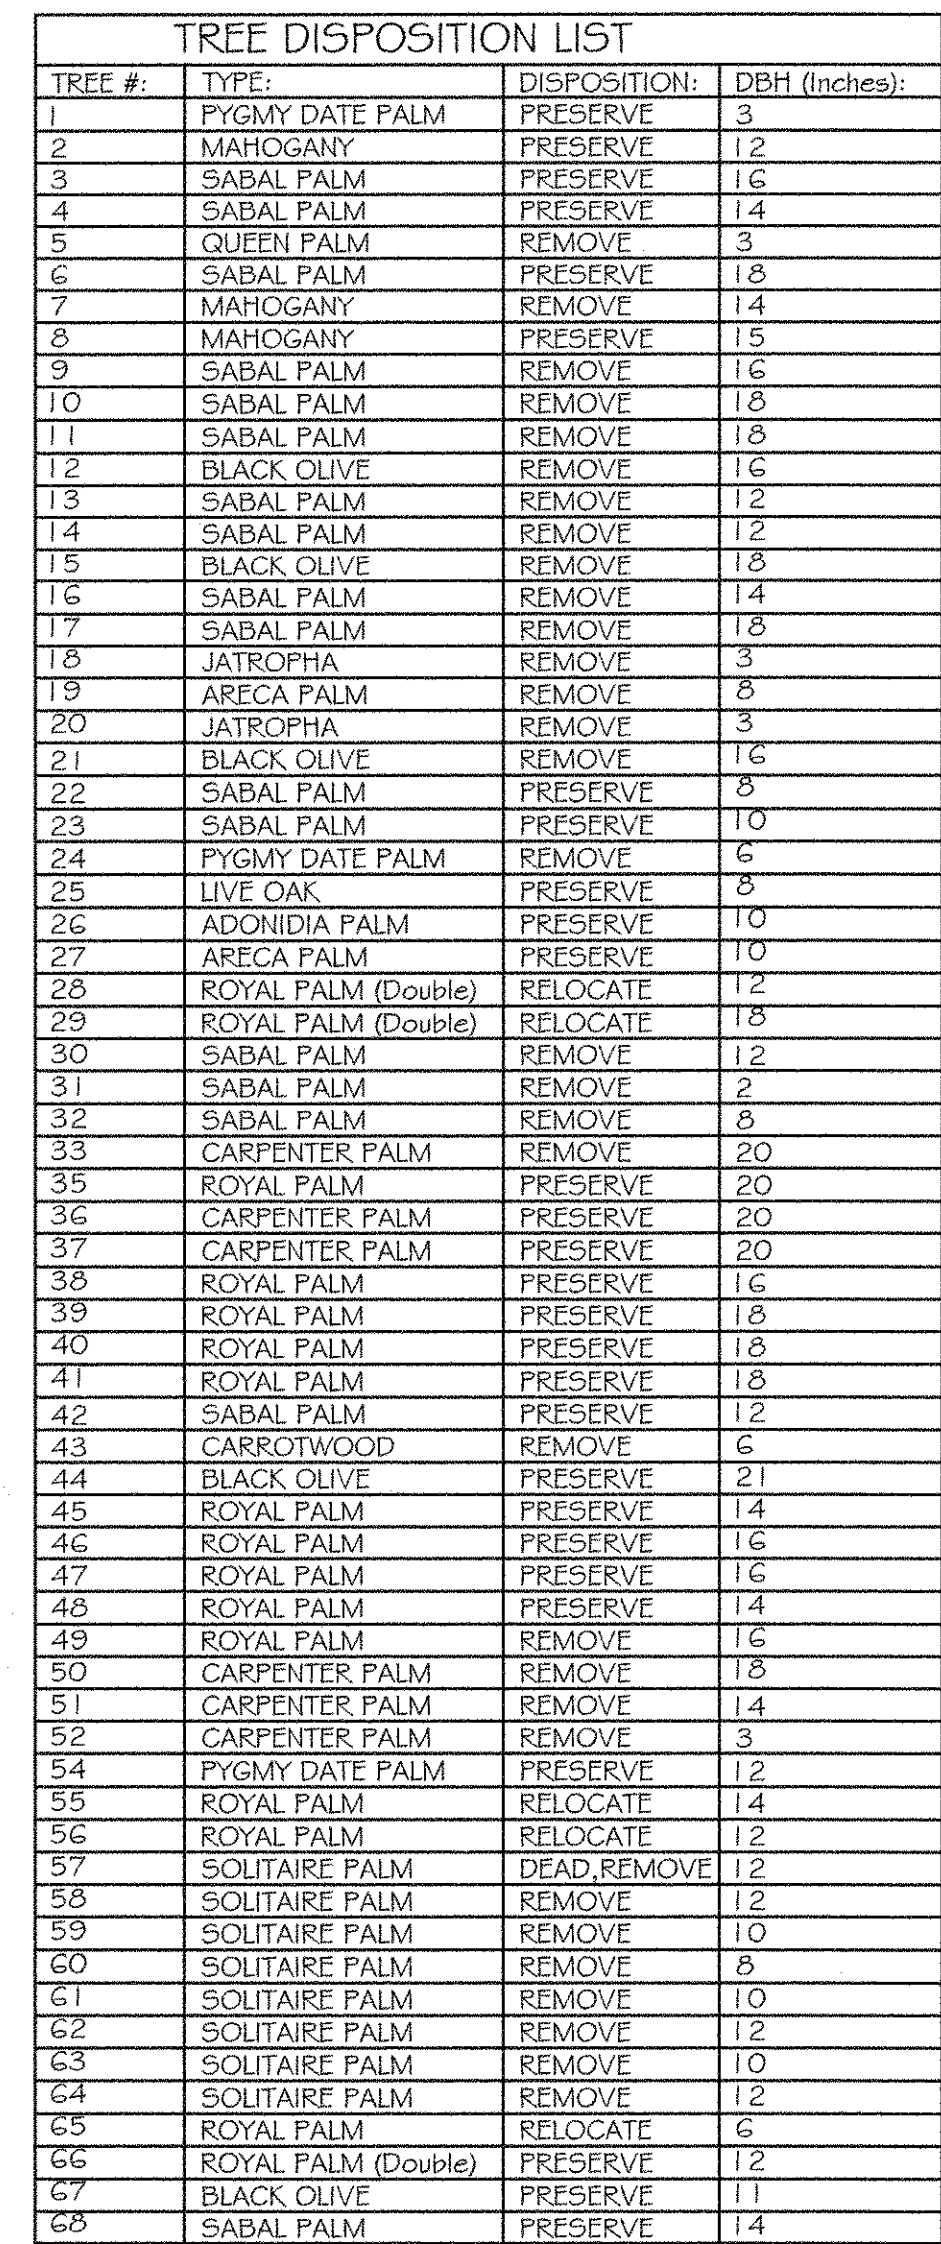 TREE DISPOSITION LIST
TREE #: TYPE: DISPOSITION: DBH (Inches):
1 PYGMY DATE PALM PRESERVE 3
2 MAHOGANY PRESERVE 12
3 SABAL PALM PRESERVE 16
4 SABAL PALM PRESERVE 14
5 QUEEN PALM REMOVE 3
6 SABAL PALM PRESERVE 18
7 MAHOGANY REMOVE 14
8 MAHOGANY PRESERVE 15
9 SABAL PALM REMOVE 16
10 SABAL PALM REMOVE 18
11 SABAL PALM REMOVE 18
12 BLACK OLIVE REMOVE 16
13 SABAL PALM REMOVE 12
14 SABAL PALM REMOVE 12
15 BLACK OLIVE REMOVE 18
16 SABAL PALM REMOVE 14
17 SABAL PALM REMOVE 18
18 JATROPHA REMOVE 3
19 ARECA PALM REMOVE 8
20 JATROPHA REMOVE 3
21 BLACK OLIVE REMOVE 16
22 SABAL PALM PRESERVE 8
23 SABAL PALM PRESERVE 10
24 PYGMY DATE PALM REMOVE 6
25 LIVE OAK PRESERVE 8
26 ADONIDIA PALM PRESERVE 10
27 ARECA PALM PRESERVE 10
28 ROYAL PALM (Double) RELOCATE 12
29 ROYAL PALM (Double) RELOCATE 18
30 SABAL PALM REMOVE 12
31 SABAL PALM REMOVE 2
32 SABAL PALM REMOVE 8
33 CARPENTER PALM REMOVE 20
35 ROYAL PALM PRESERVE 20
36 CARPENTER PALM PRESERVE 20
37 CARPENTER PALM PRESERVE 20
38 ROYAL PALM PRESERVE 16
39 ROYAL PALM PRESERVE 18
40 ROYAL PALM PRESERVE 18
41 ROYAL PALM PRESERVE 18
42 SABAL PALM PRESERVE 12
43 CARROTWOOD REMOVE 6
44 BLACK OLIVE PRESERVE 21
45 ROYAL PALM PRESERVE 14
46 ROYAL PALM PRESERVE 16
47 ROYAL PALM PRESERVE 16
48 ROYAL PALM PRESERVE 14
49 ROYAL PALM REMOVE 16
50 CARPENTER PALM REMOVE 18
51 CARPENTER PALM REMOVE 14
52 CARPENTER PALM REMOVE 3
54 PYGMY DATE PALM PRESERVE 12
55 ROYAL PALM RELOCATE 14
56 ROYAL PALM RELOCATE 12
57 SOLITAIRE PALM DEAD,REMOVE 12
58 SOLITAIRE PALM REMOVE 12
59 SOLITAIRE PALM REMOVE 10
60 SOLITAIRE PALM REMOVE 8
61 SOLITAIRE PALM REMOVE 10
62 SOLITAIRE PALM REMOVE 12
63 SOLITAIRE PALM REMOVE 10
64 SOLITAIRE PALM REMOVE 12
65 ROYAL PALM RELOCATE 6
66 ROYAL PALM (Double) PRESERVE 12
67 BLACK OLIVE PRESERVE 11
68 SABAL PALM PRESERVE 14